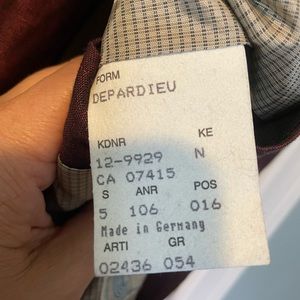 FORM
DEPARDIEU
KDNR KE
12-9929 N
CA 07415
S ANR POS
5 106 016
Made in Germany
ARTI GR
02436 054